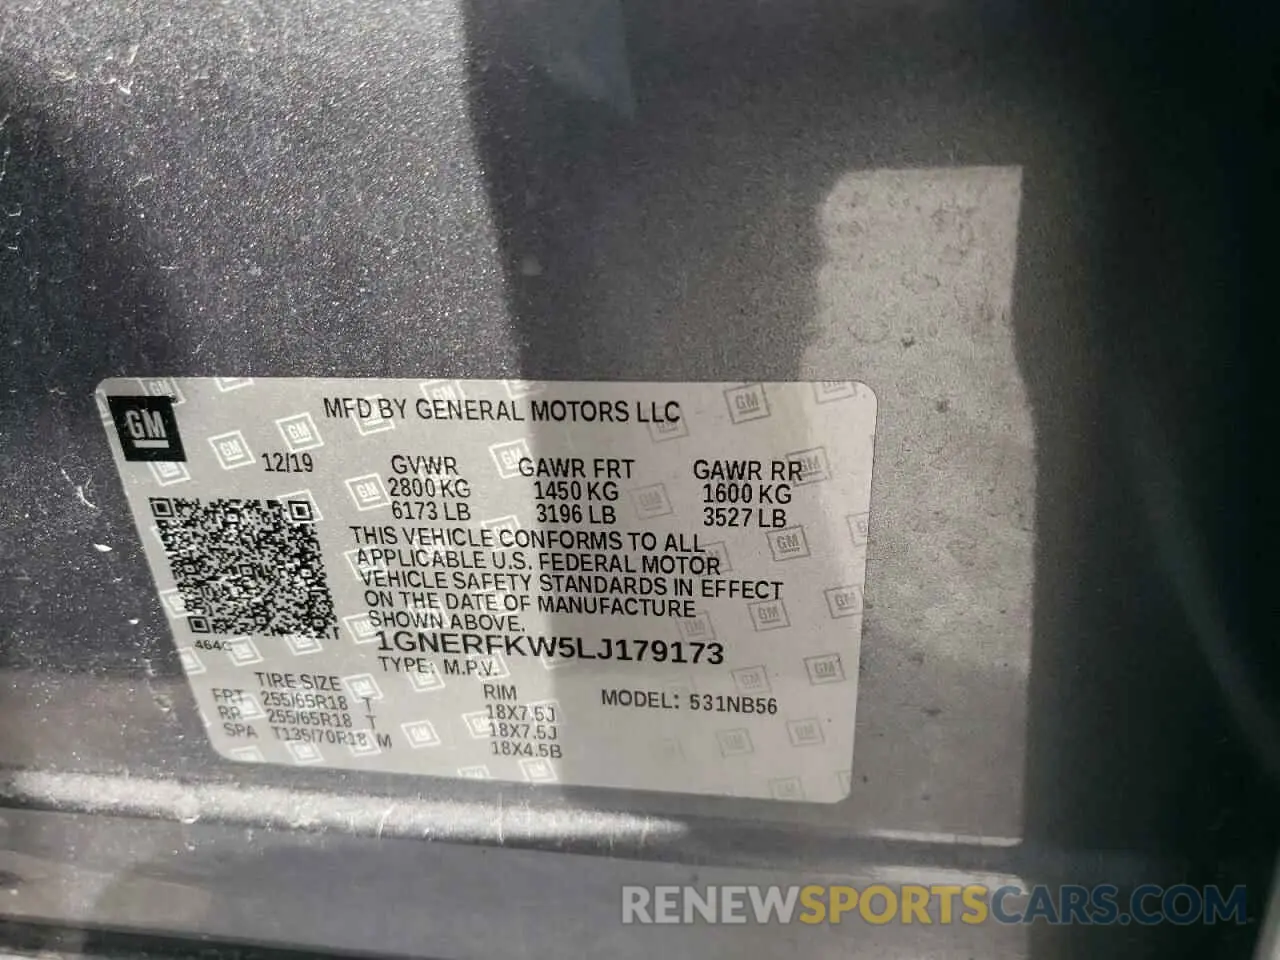 GM
MFD BY GENERAL MOTORS LLC
12/19
GVWR GAWR FRT GAWR RR
2800 KG 1450 KG 1600 KG
6173 LB 3196 LB 3527 LB
THIS VEHICLE CONFORMS TO ALL
APPLICABLE U.S. FEDERAL MOTOR
VEHICLE SAFETY STANDARDS IN EFFECT
ON THE DATE OF MANUFACTURE
SHOWN ABOVE.
1GNERFKW5LJ179173
TYPE: M.P.V.
TIRE SIZE RIM MODEL: 531NB56
FRT 255/65R18 T 18X7.5J
RR 255/65R18 T 18X7.5J
SPA T135/70R18 M 18X4.5B
RENEWSPORTSCARS.COM